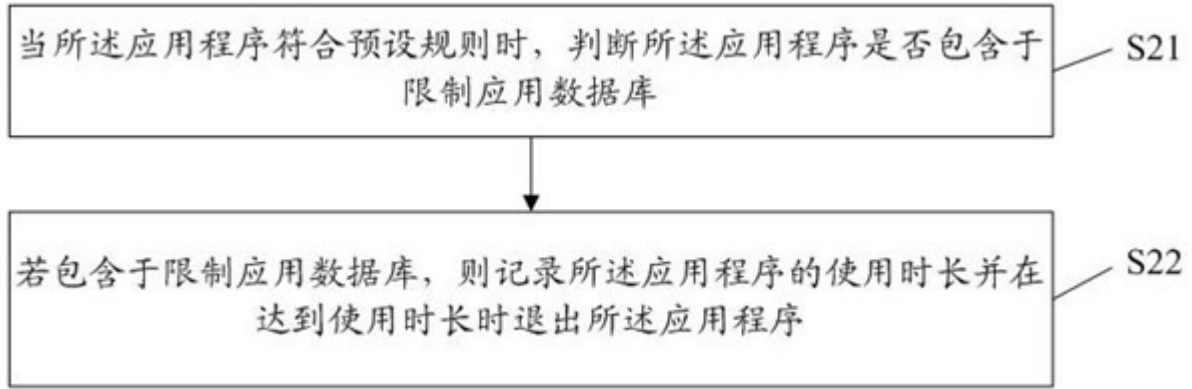 当所述应用程序符合预设规则时，判断所述应用程序是否包含于
限制应用数据库
S21
若包含于限制应用数据库，则记录所述应用程序的使用时长并在
达到使用时长时退出所述应用程序
S22